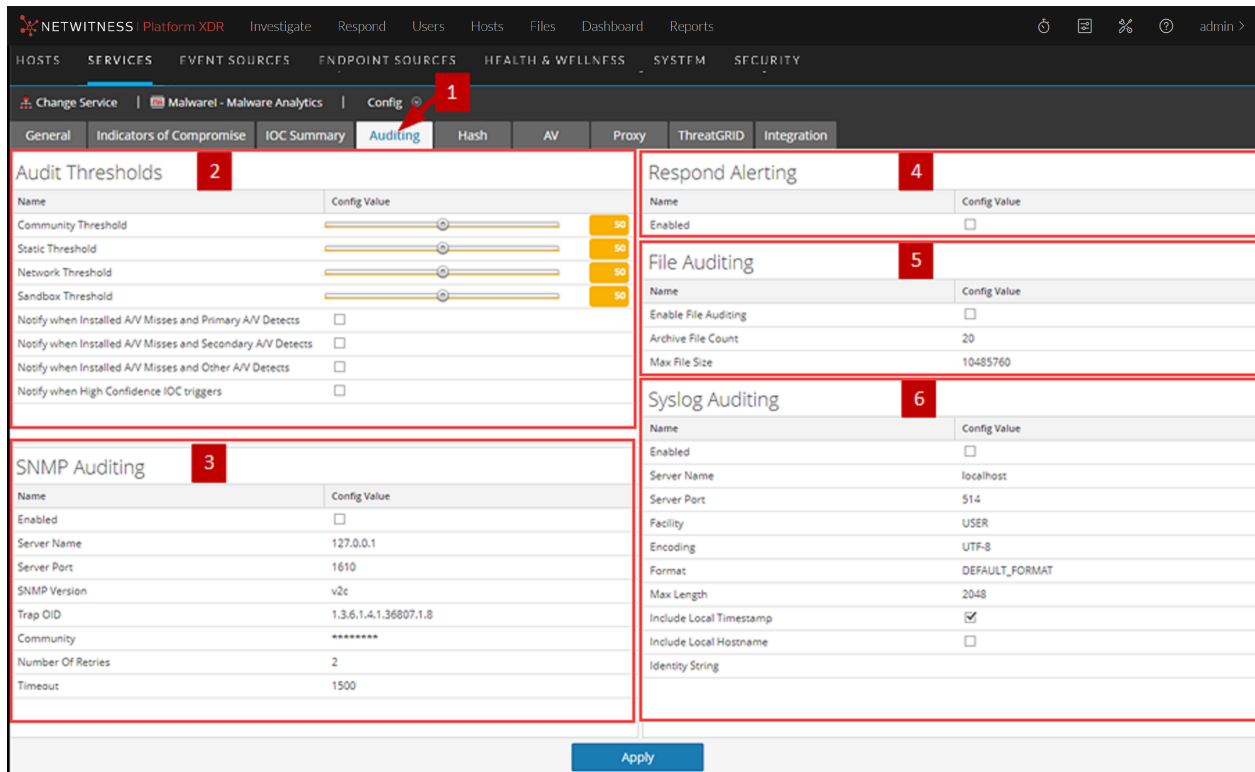 NETWITNESS Platform XDR Investigate Respond Users Hosts Files Dashboard Reports admin >
HOSTS SERVICES EVENT SOURCES ENDPOINT SOURCES HEALTH & WELLNESS SYSTEM SECURITY
Change Service | MalwareI - Malware Analytics | Config
1
General Indicators of Compromise IOC Summary Auditing Hash AV Proxy ThreatGRID Integration
Audit Thresholds 2
Name Config Value
Community Threshold 50
Static Threshold 50
Network Threshold 50
Sandbox Threshold 50
Notify when Installed A/V Misses and Primary A/V Detects
Notify when Installed A/V Misses and Secondary A/V Detects
Notify when Installed A/V Misses and Other A/V Detects
Notify when High Confidence IOC triggers
SNMP Auditing 3
Name Config Value
Enabled
Server Name 127.0.0.1
Server Port 1610
SNMP Version v2c
Trap OID 1.3.6.1.4.1.36807.1.8
Community ********
Number Of Retries 2
Timeout 1500
Respond Alerting 4
Name Config Value
Enabled
File Auditing 5
Name Config Value
Enable File Auditing
Archive File Count 20
Max File Size 10485760
Syslog Auditing 6
Name Config Value
Enabled
Server Name localhost
Server Port 514
Facility USER
Encoding UTF-8
Format DEFAULT_FORMAT
Max Length 2048
Include Local Timestamp
Include Local Hostname
Identity String
Apply